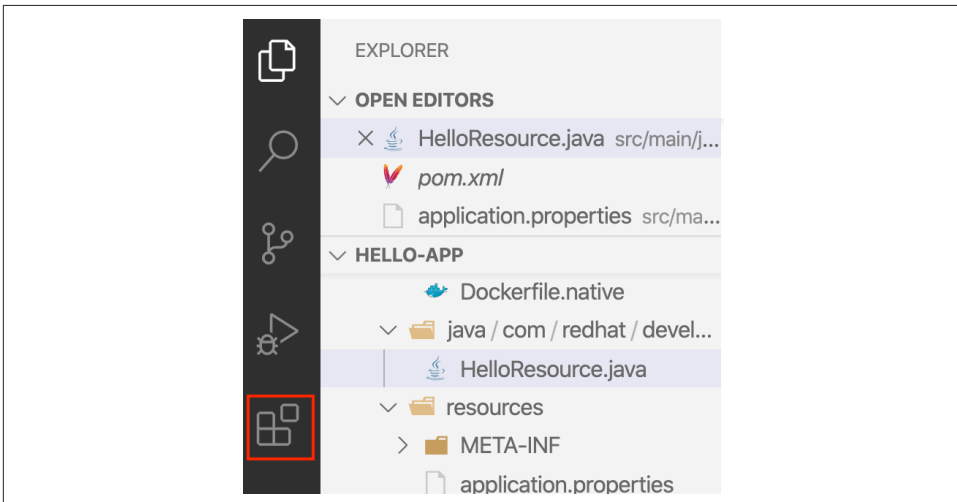 EXPLORER
OPEN EDITORS
HelloResource.java src/main/j...
pom.xml
application.properties src/ma...
HELLO-APP
Dockerfile.native
java / com / redhat / devel...
HelloResource.java
resources
META-INF
application.properties